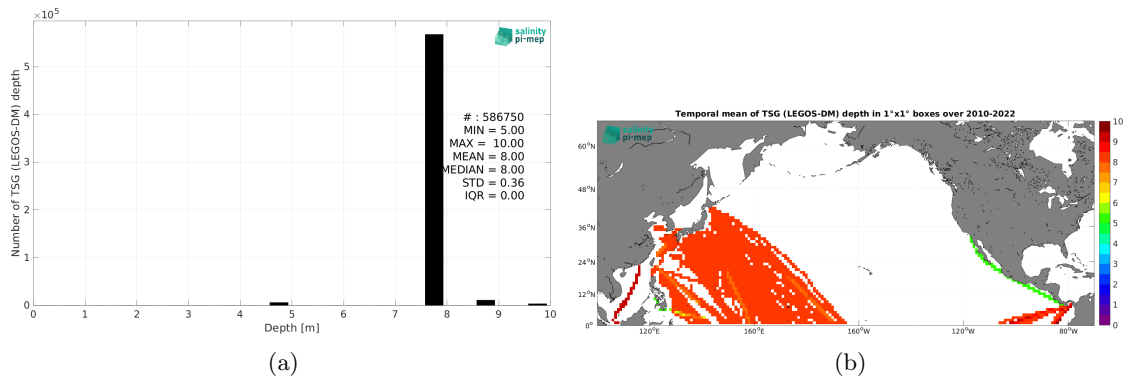 ×10⁵
salinity
pi-mep
5
4
3
2
1
0
Number of TSG (LEGOS-DM) depth
# : 586750
MIN = 5.00
MAX = 10.00
MEAN = 8.00
MEDIAN = 8.00
STD = 0.36
IQR = 0.00
0 1 2 3 4 5 6 7 8 9 10
Depth [m]
(a)
Temporal mean of TSG (LEGOS-DM) depth in 1°x1° boxes over 2010-2022
salinity
pi-mep
60°N
48°N
36°N
24°N
12°N
0°
120°E 160°E 160°W 120°W 80°W
10
9
8
7
6
5
4
3
2
1
0
(b)